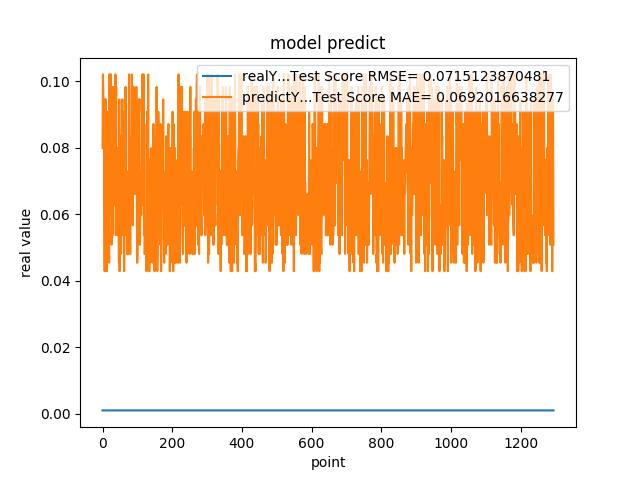 model predict
realY...Test Score RMSE= 0.0715123870481
predictY...Test Score MAE= 0.0692016638277
0.10
0.08
0.06
0.04
0.02
0.00
real value
0 200 400 600 800 1000 1200
point